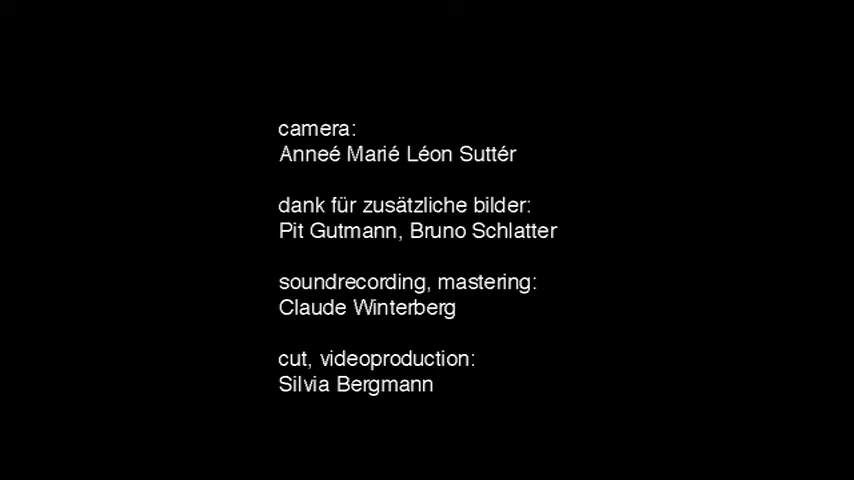 camera:
Anneé Marié Léon Suttér
dank für zusätzliche bilder:
Pit Gutmann, Bruno Schlatter
soundrecording, mastering:
Claude Winterberg
cut, videoproduction:
Silvia Bergmann